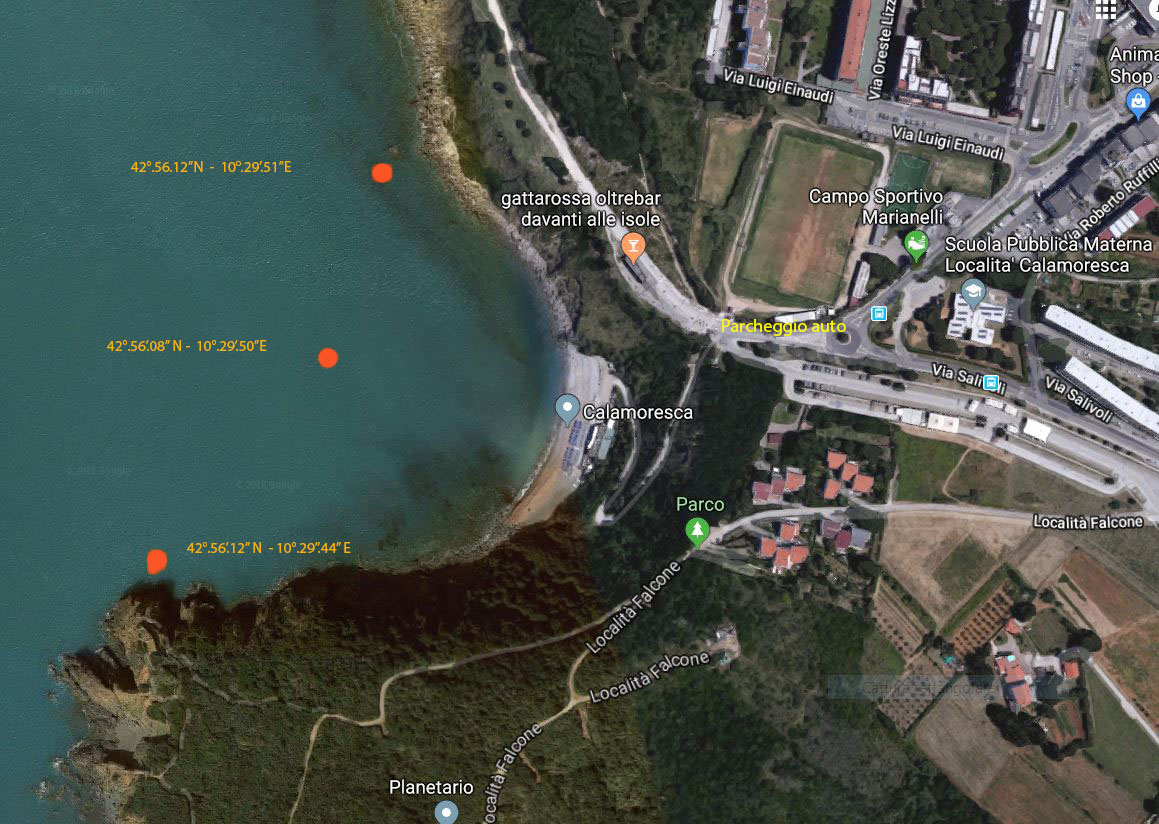 Anima
Shop
Via Luigi Einaudi
Via Oreste Lizz
Via Luigi Einaudi
42°.56.12"N - 10°.29'.51"E
gattarossa oltrebar
davanti alle isole
Campo Sportivo
Marianelli
Via Roberto Ruffilli
Scuola Pubblica Materna
Localita' Calamoresca
Parcheggio auto
42°.56'.08" N - 10°.29'.50"E
Via Salivoli
Via Salivoli
Calamoresca
Parco
Località Falcone
42°.56'.12" N - 10°.29".44" E
Località Falcone
Località Falcone
Località Falcone
Planetario